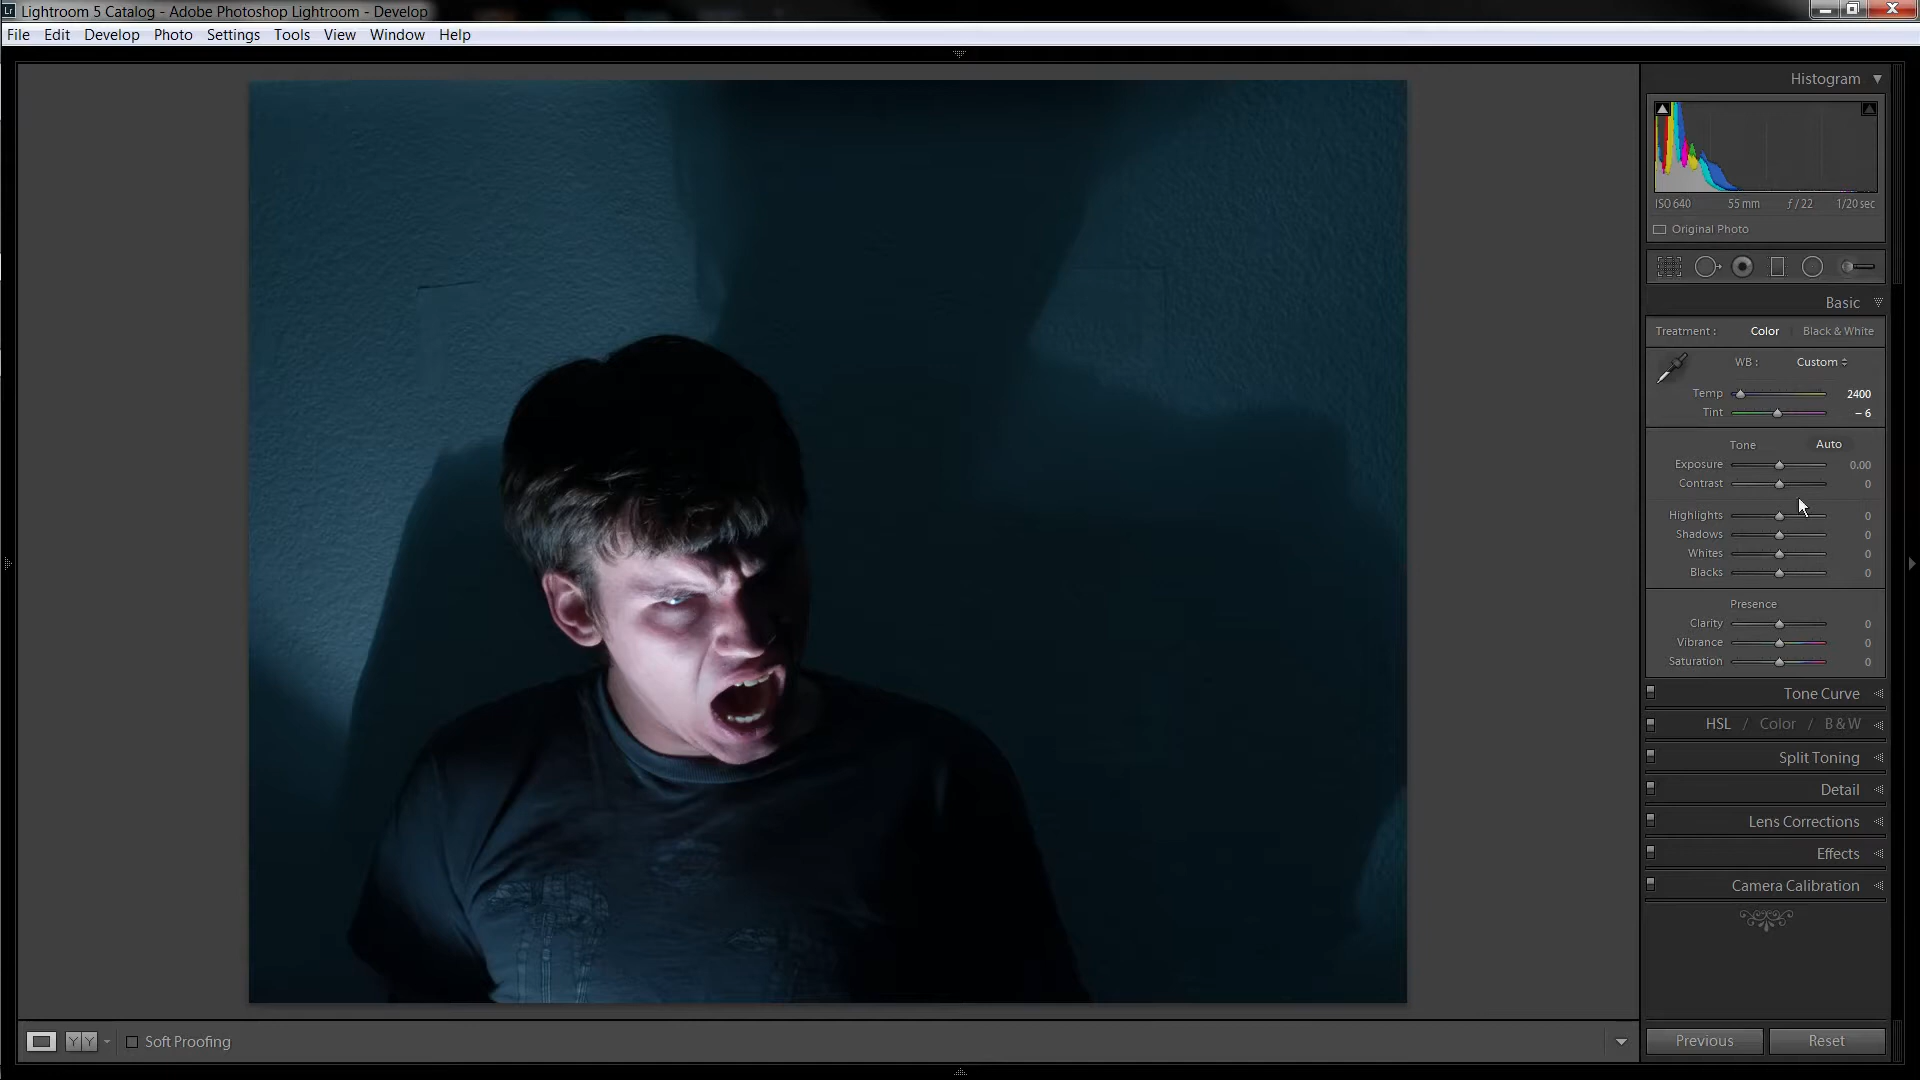 Lr Lightroom 5 Catalog - Adobe Photoshop Lightroom - Develop
File Edit Develop Photo Settings Tools View Window Help
Histogram
ISO 640 55 mm ƒ / 22 1/20 sec
Original Photo
Basic
Treatment : Color Black & White
WB : Custom
Temp 2400
Tint – 6
Tone Auto
Exposure 0.00
Contrast 0
Highlights 0
Shadows 0
Whites 0
Blacks 0
Presence
Clarity 0
Vibrance 0
Saturation 0
Tone Curve
HSL / Color / B & W
Split Toning
Detail
Lens Corrections
Effects
Camera Calibration
Y Y Soft Proofing
Previous Reset